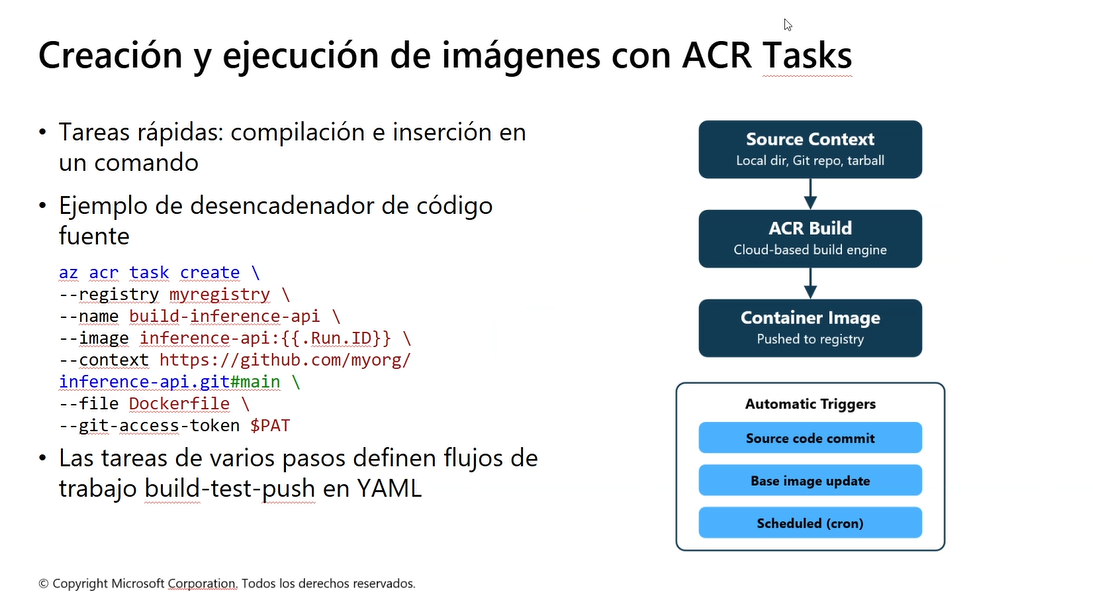 Creación y ejecución de imágenes con ACR Tasks
• Tareas rápidas: compilación e inserción en
un comando
• Ejemplo de desencadenador de código
fuente
az acr task create \
--registry myregistry \
--name build-inference-api \
--image inference-api:{{.Run.ID}} \
--context https://github.com/myorg/
inference-api.git#main \
--file Dockerfile \
--git-access-token $PAT
• Las tareas de varios pasos definen flujos de
trabajo build-test-push en YAML
Source Context
Local dir, Git repo, tarball
ACR Build
Cloud-based build engine
Container Image
Pushed to registry
Automatic Triggers
Source code commit
Base image update
Scheduled (cron)
© Copyright Microsoft Corporation. Todos los derechos reservados.